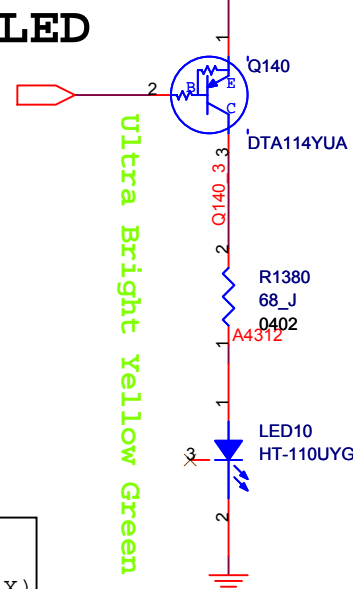 LED
1
Q140
2
B
E
C
DTA114YUA
3
Q140_3
Ultra Bright Yellow Green
2
R1380
68_J
0402
A4312
1
1
LED10
HT-110UYG
3
2
X)